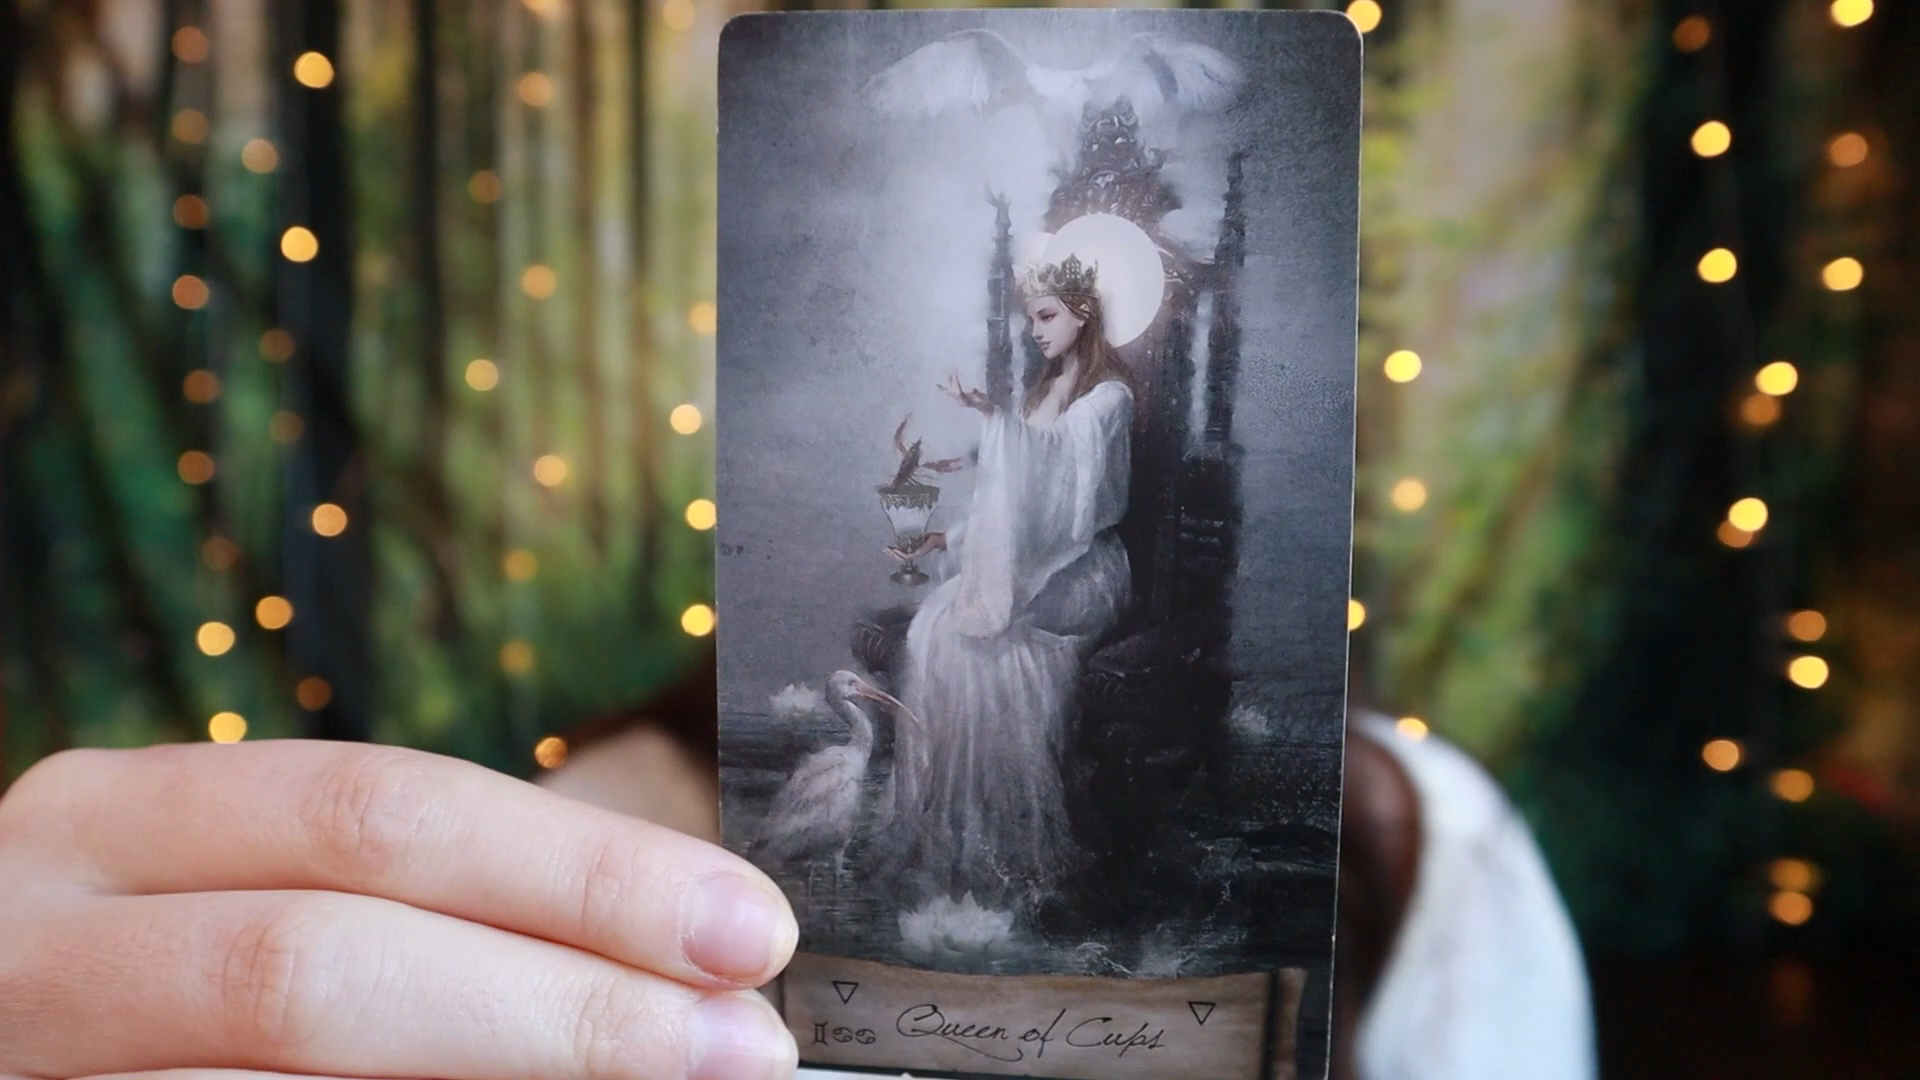 ▽ ▽
♊♋♋ Queen of Cups